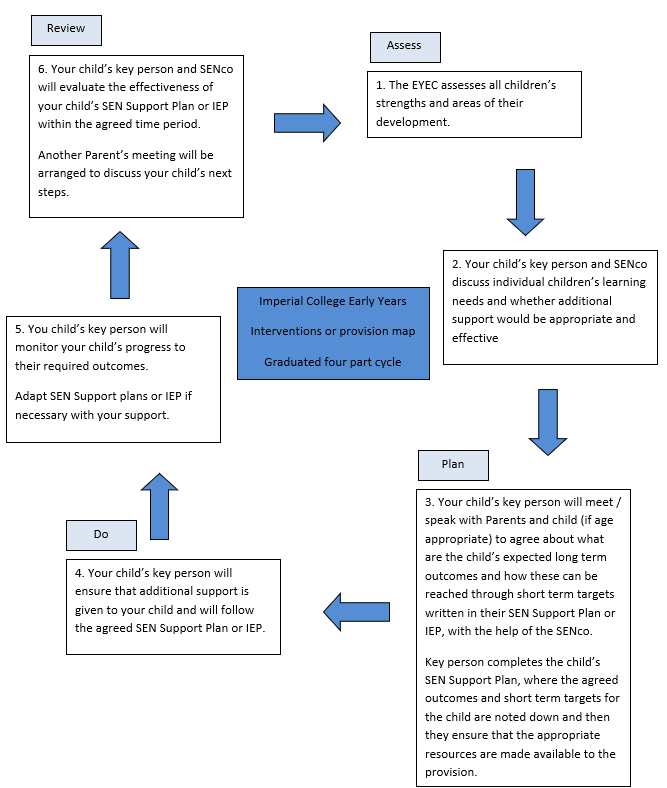 Review
6. Your child's key person and SENco
will evaluate the effectiveness of
your child's SEN Support Plan or IEP
within the agreed time period.
Another Parent's meeting will be
arranged to discuss your child's next
steps.
Assess
1. The EYEC assesses all children's
strengths and areas of their
development.
2. Your child's key person and SENco
discuss individual children's learning
needs and whether additional
support would be appropriate and
effective
Imperial College Early Years
Interventions or provision map
Graduated four part cycle
5. You child's key person will
monitor your child's progress to
their required outcomes.
Adapt SEN Support plans or IEP if
necessary with your support.
Plan
3. Your child's key person will meet /
speak with Parents and child (if age
appropriate) to agree about what
are the child's expected long term
outcomes and how these can be
reached through short term targets
written in their SEN Support Plan or
IEP, with the help of the SENco.
Key person completes the child's
SEN Support Plan, where the agreed
outcomes and short term targets for
the child are noted down and then
they ensure that the appropriate
resources are made available to the
provision.
Do
4. Your child's key person will
ensure that additional support is
given to your child and will follow
the agreed SEN Support Plan or IEP.